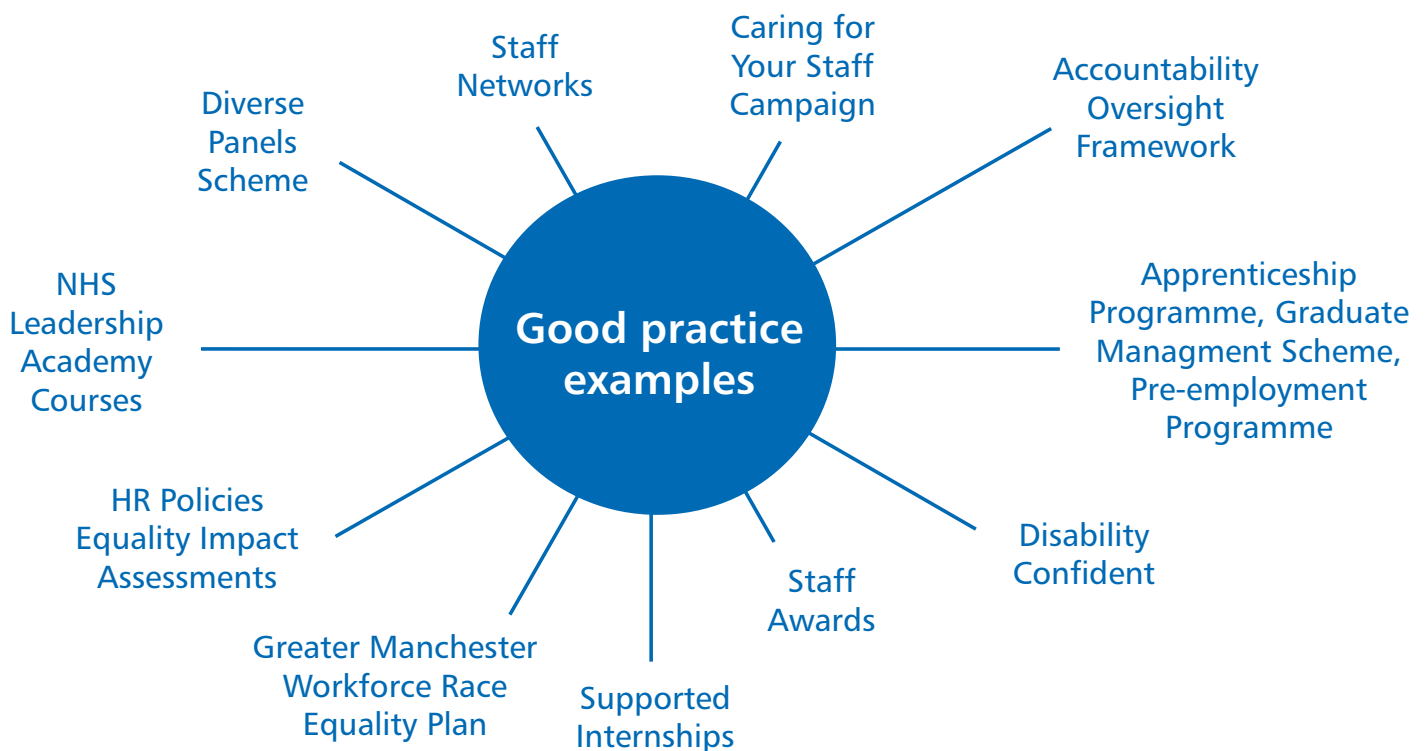 Good practice
examples
Staff
Networks
Caring for
Your Staff
Campaign
Accountability
Oversight
Framework
Apprenticeship
Programme, Graduate
Managment Scheme,
Pre-employment
Programme
Disability
Confident
Staff
Awards
Supported
Internships
Greater Manchester
Workforce Race
Equality Plan
HR Policies
Equality Impact
Assessments
NHS
Leadership
Academy
Courses
Diverse
Panels
Scheme